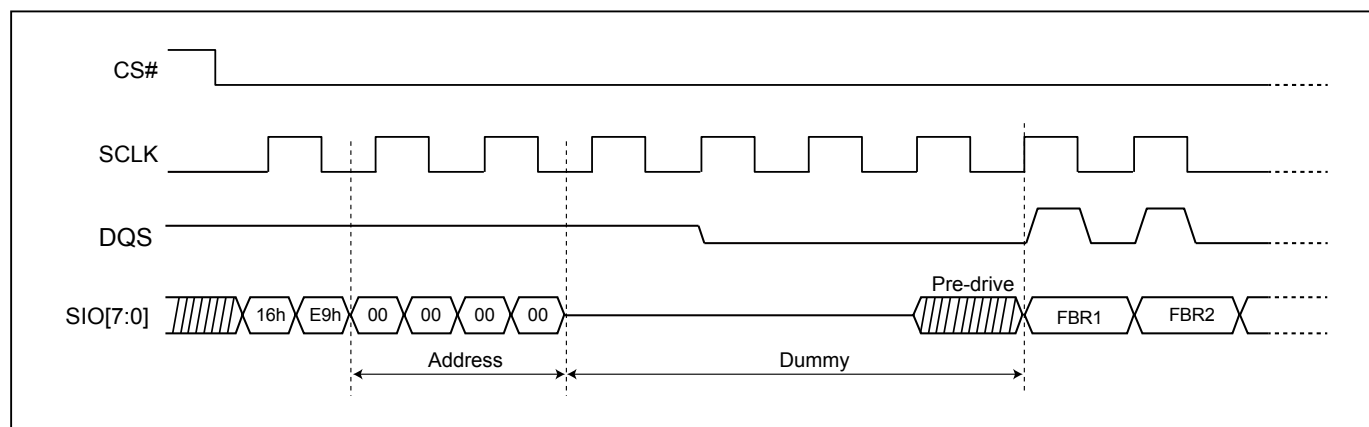 CS#
SCLK
DQS
Pre-drive
SIO[7:0] 16h E9h 00 00 00 00 FBR1 FBR2
Address Dummy